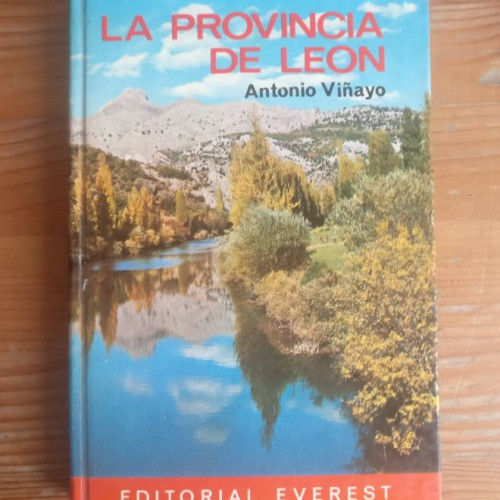 LA PROVINCIA
DE LEON
Antonio Viñayo
EDITORIAL EVEREST